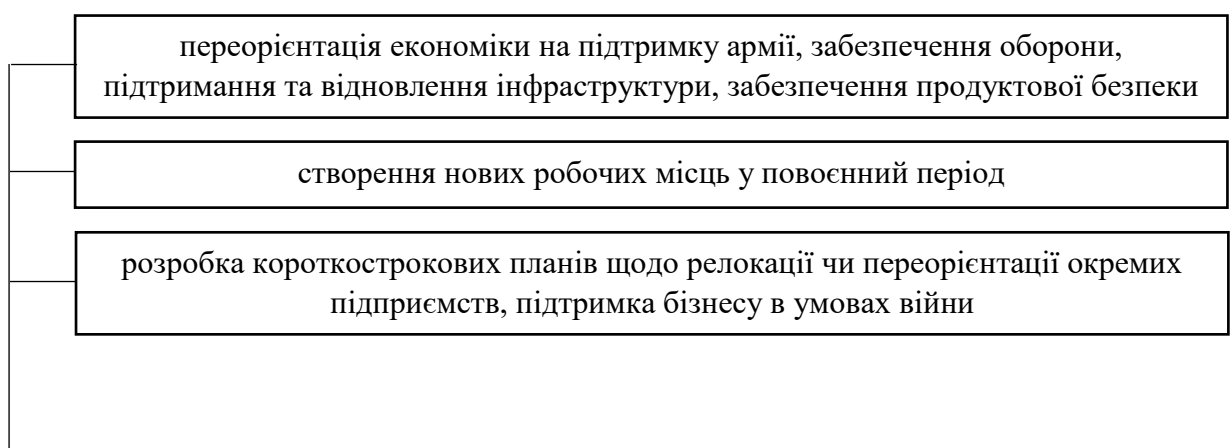 переорієнтація економіки на підтримку армії, забезпечення оборони,
підтримання та відновлення інфраструктури, забезпечення продуктової безпеки
створення нових робочих місць у повоєнний період
розробка короткострокових планів щодо релокації чи переорієнтації окремих
підприємств, підтримка бізнесу в умовах війни